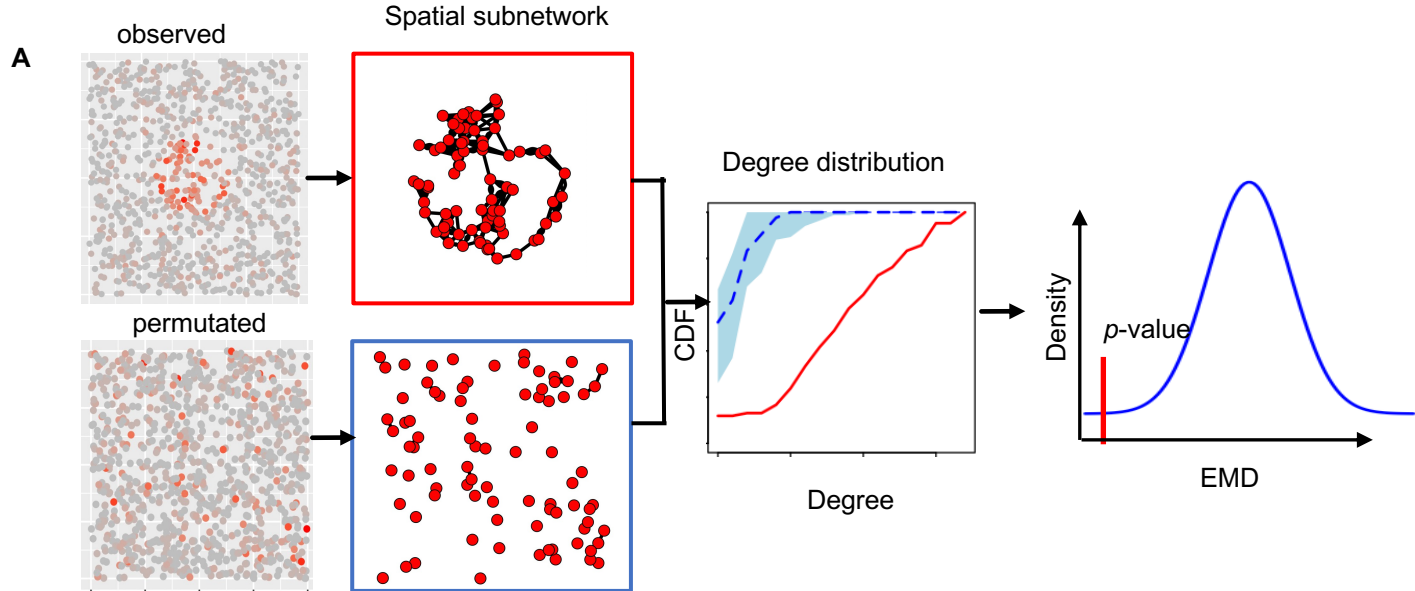 A
observed
Spatial subnetwork
permutated
Degree distribution
CDF
Degree
Density
p-value
EMD